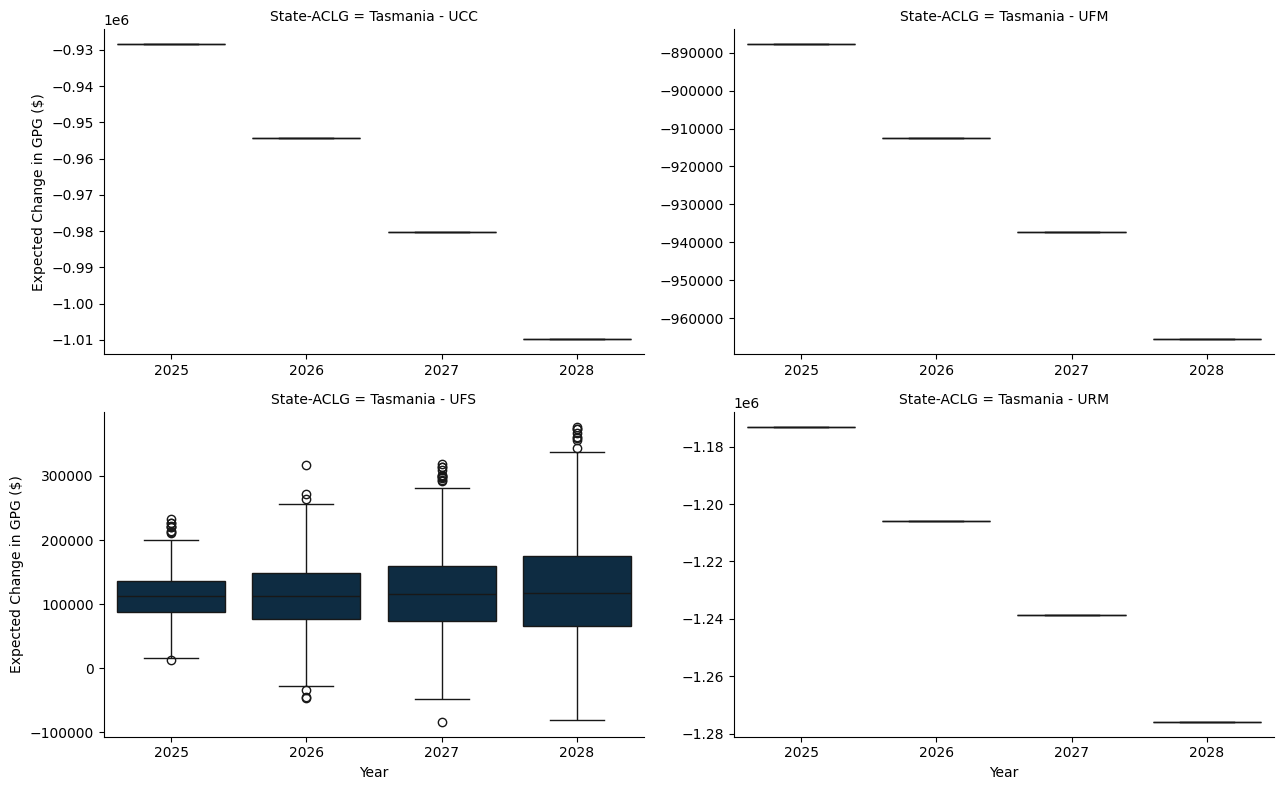 State-ACLG = Tasmania - UCC
1e6
−0.93
−0.94
−0.95
−0.96
−0.97
−0.98
−0.99
−1.00
−1.01
Expected Change in GPG ($)
2025 2026 2027 2028
State-ACLG = Tasmania - UFM
−890000
−900000
−910000
−920000
−930000
−940000
−950000
−960000
2025 2026 2027 2028
State-ACLG = Tasmania - UFS
300000
200000
100000
0
−100000
Expected Change in GPG ($)
2025 2026 2027 2028
Year
State-ACLG = Tasmania - URM
1e6
−1.18
−1.20
−1.22
−1.24
−1.26
−1.28
2025 2026 2027 2028
Year